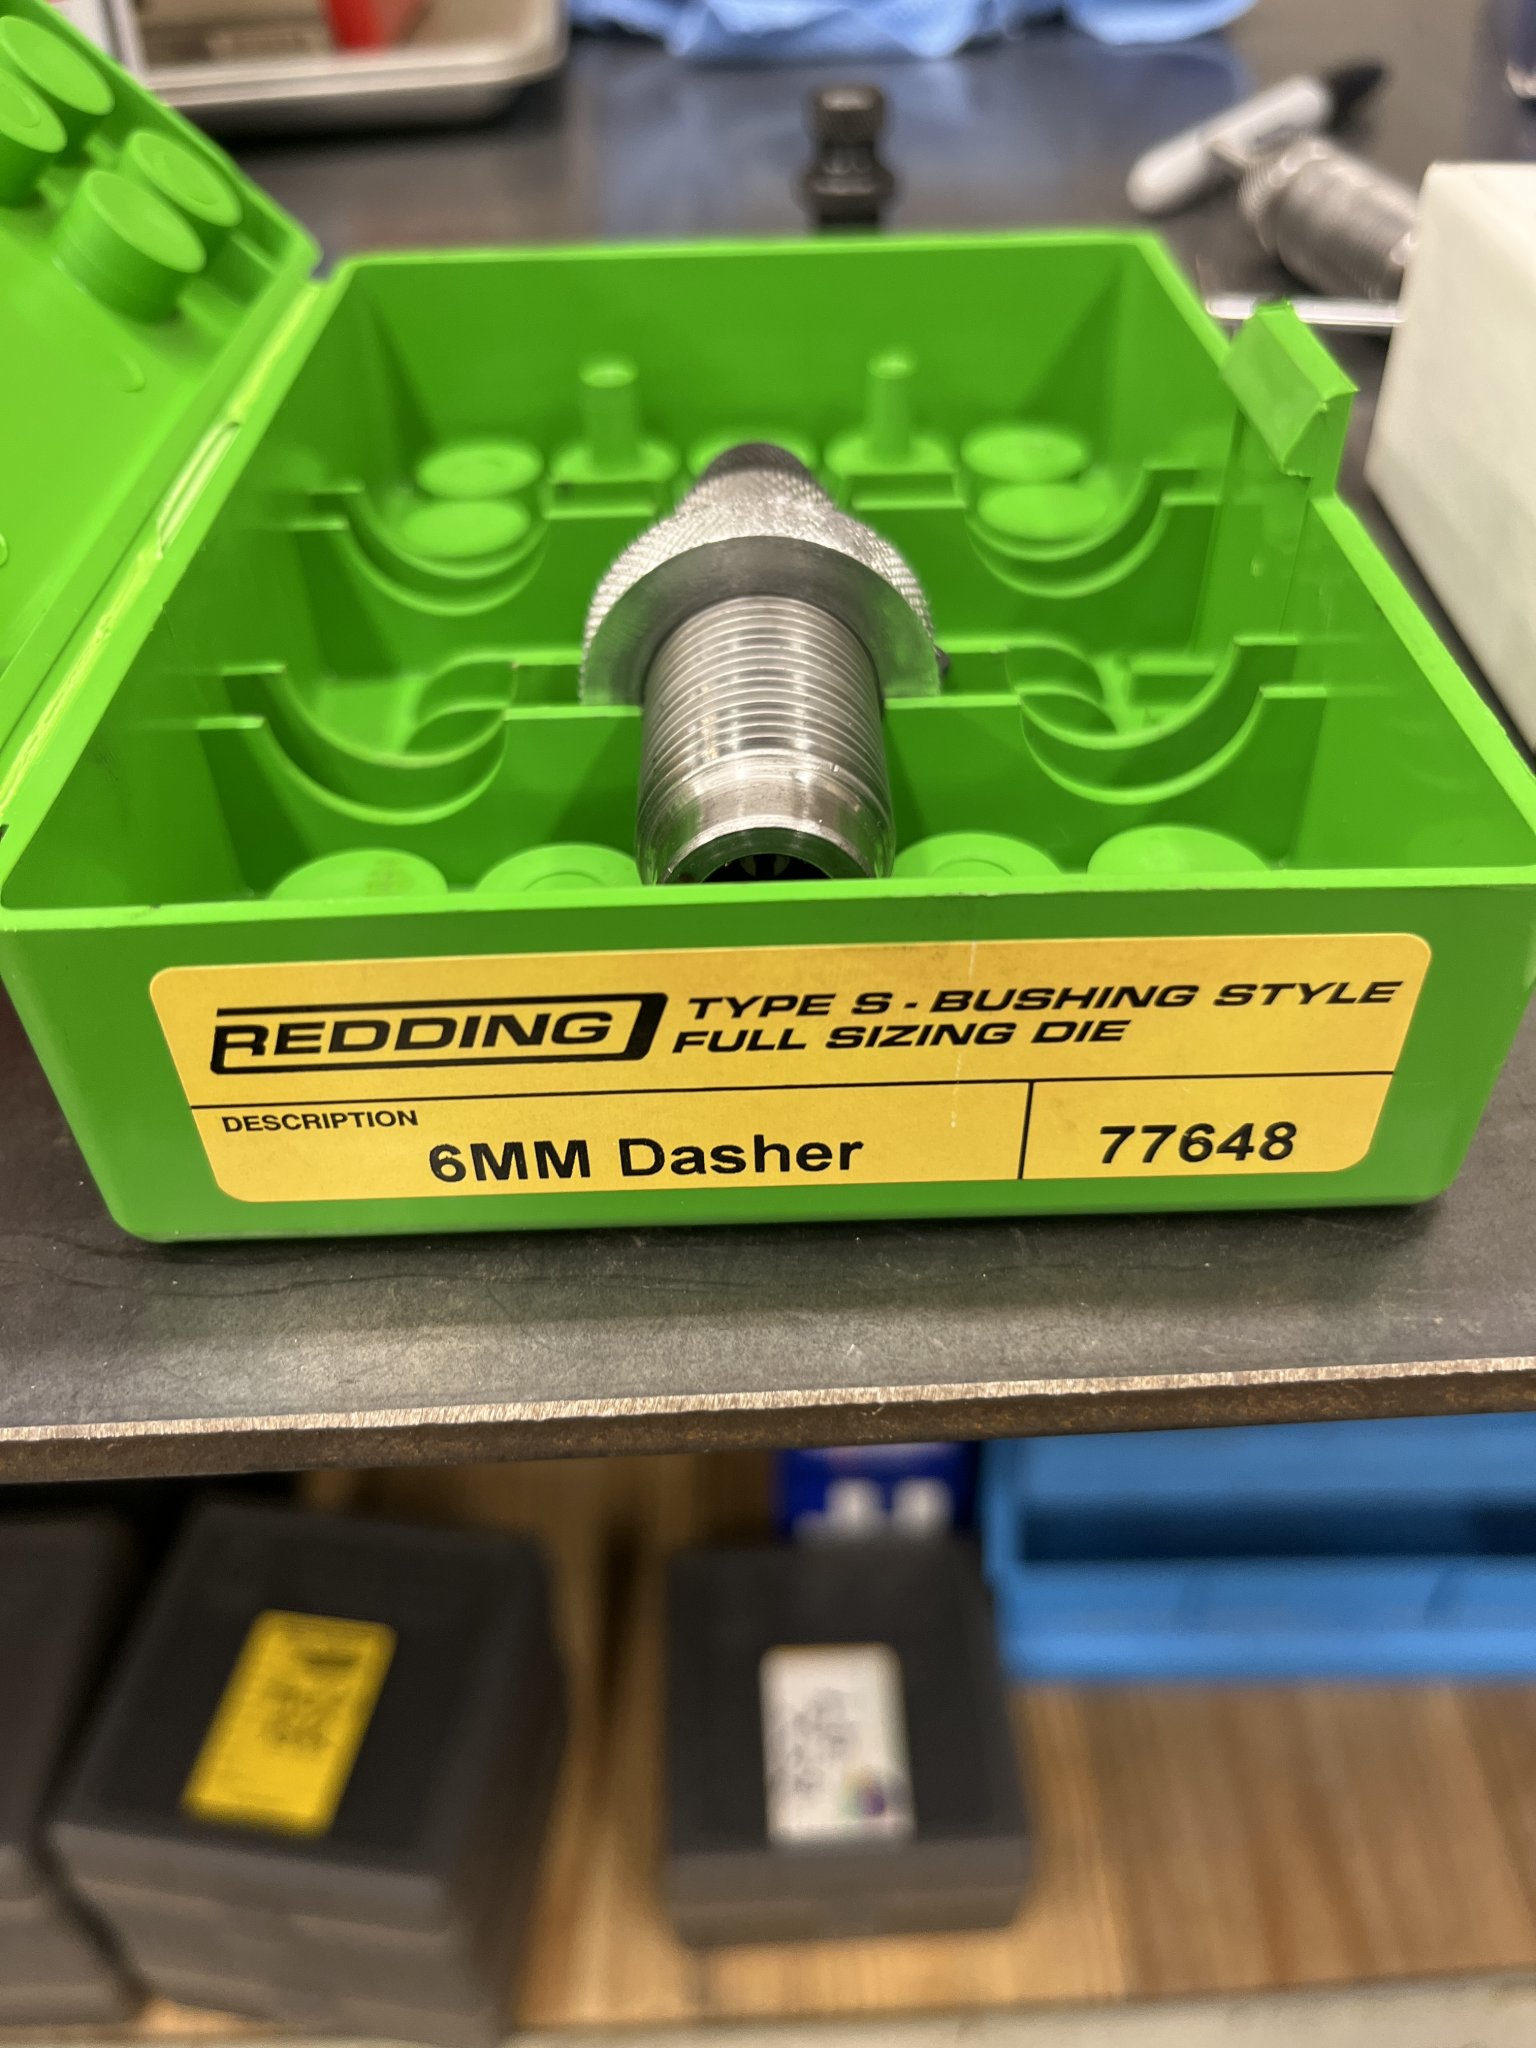 REDDING
TYPE S - BUSHING STYLE
FULL SIZING DIE
DESCRIPTION
6MM Dasher
77648